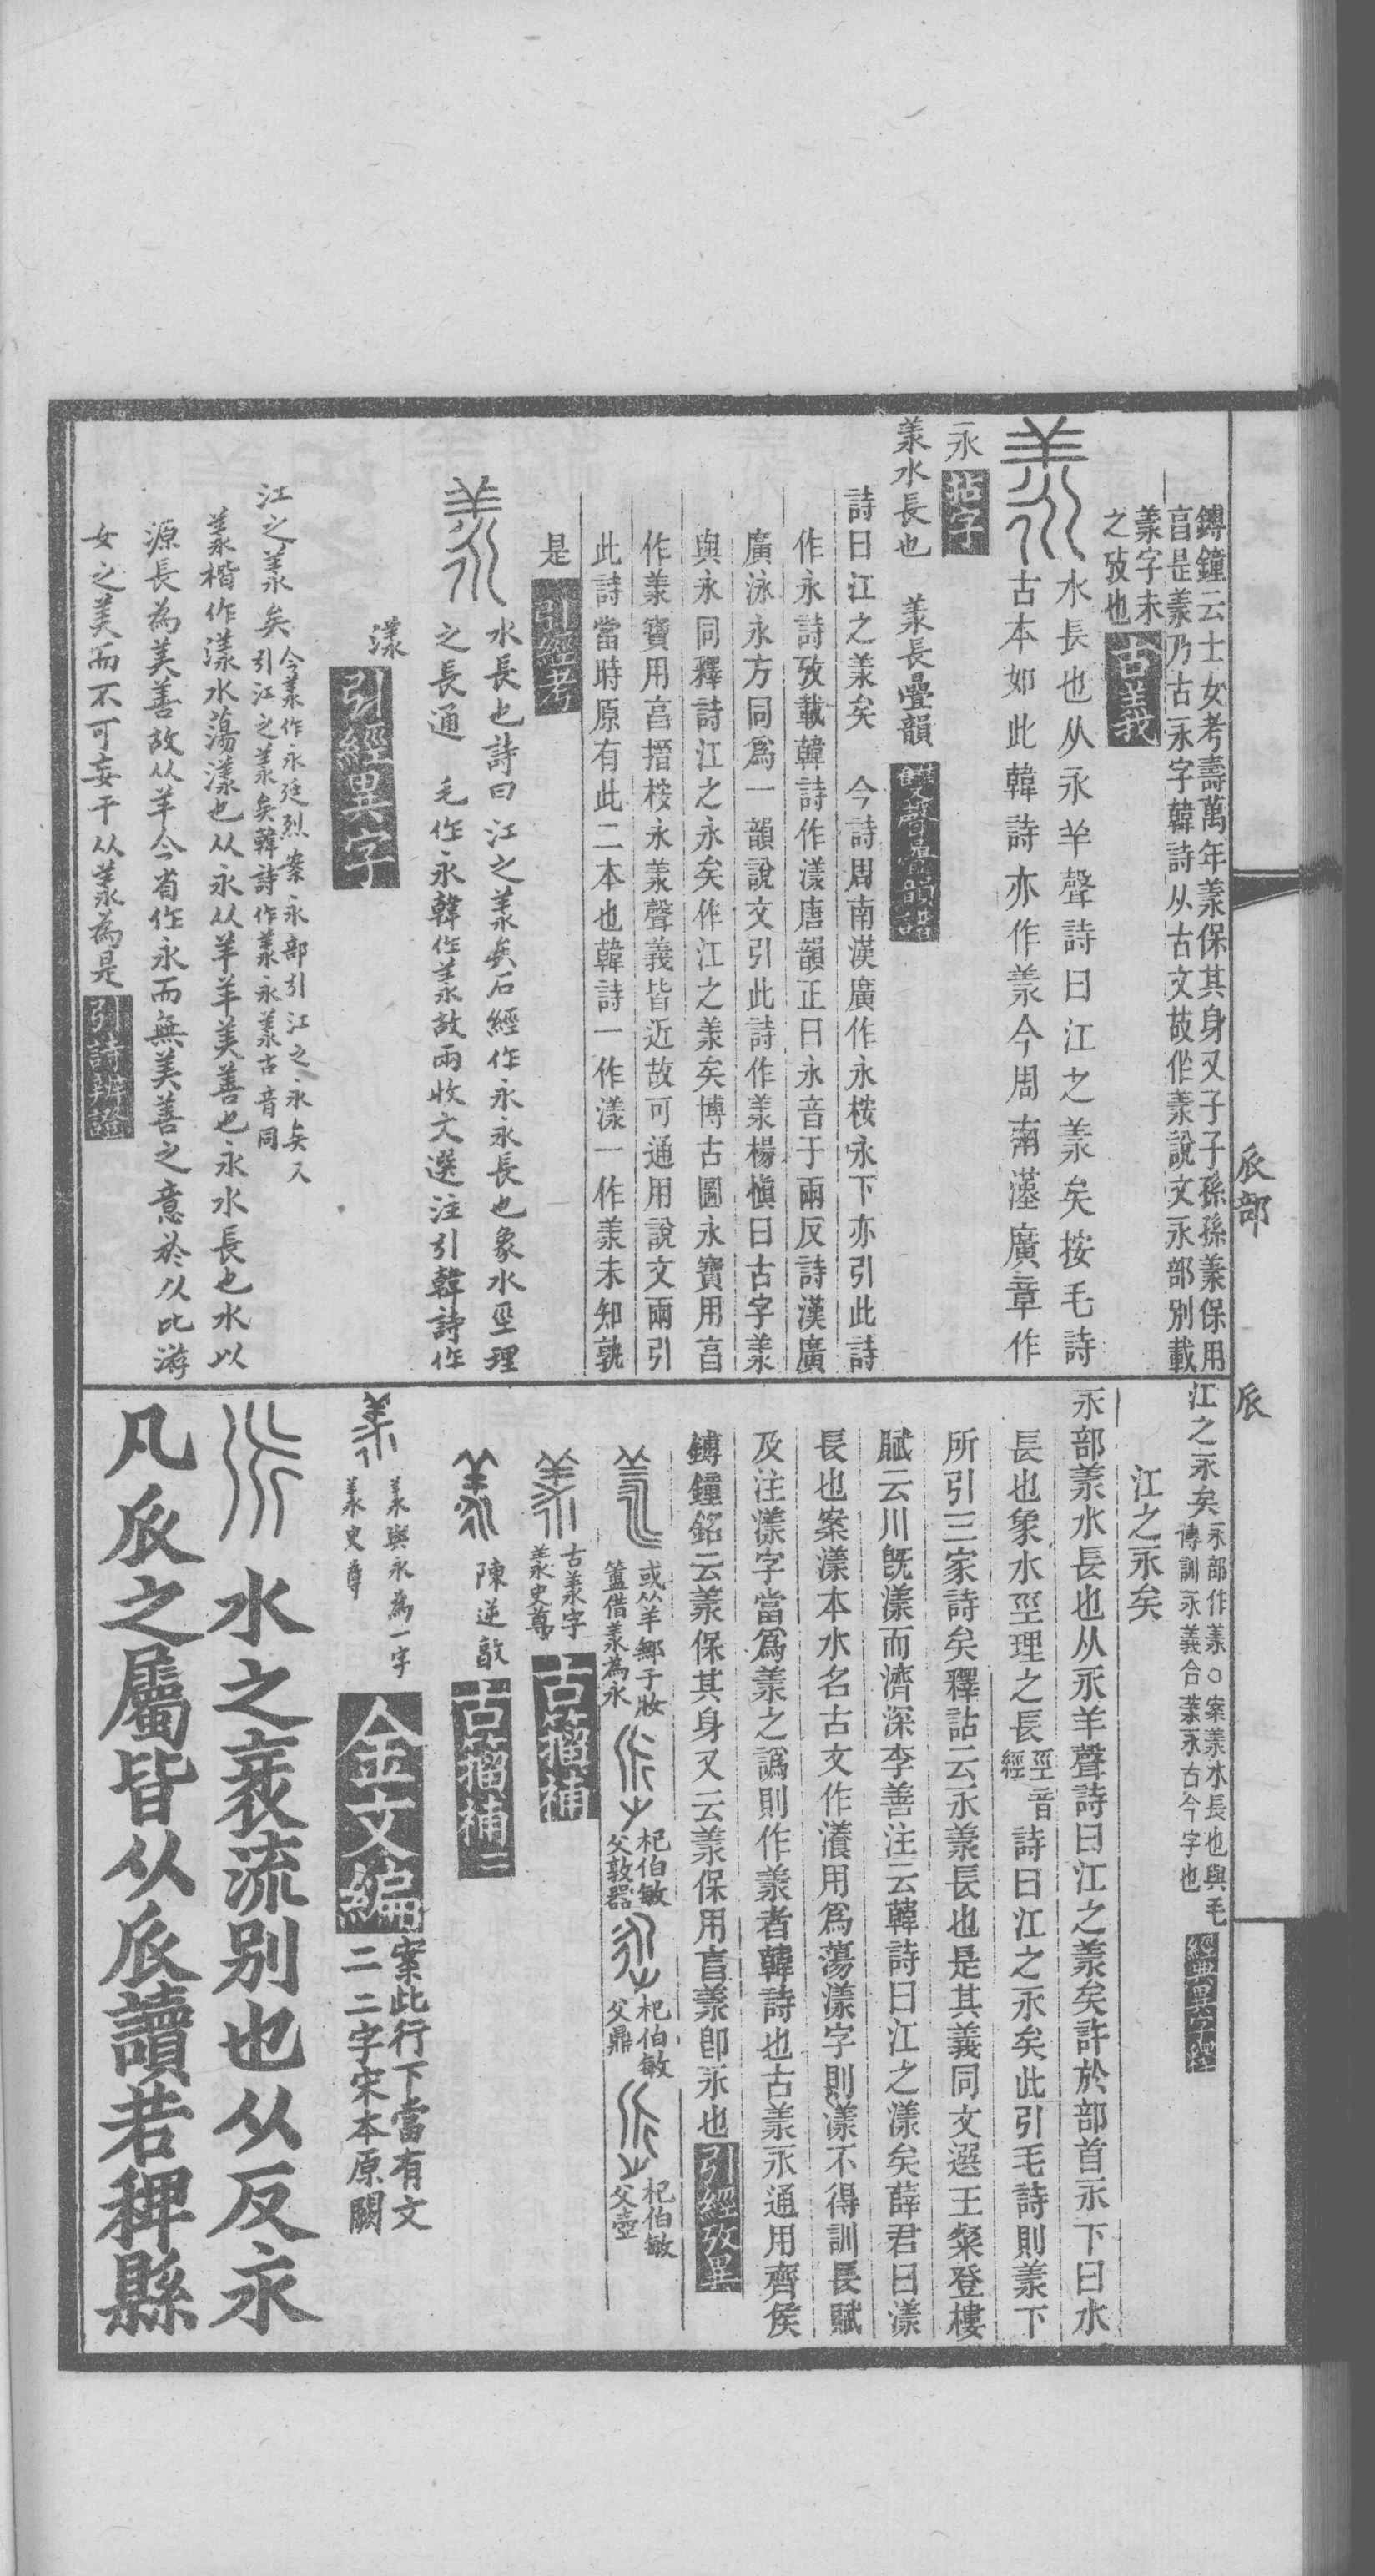 鎛鐘云士女考壽萬年羕保其身又子子孫孫羕保用
亯是羕乃古永字韓詩从古文故作羕說文永部別載
羕字未
之攷也
古義
羕
水長也从永羊聲詩曰江之羕矣按毛詩
古本如此韓詩亦作羕今周南漢廣章作
永
拈字
羕水長也　羕長疊韻
雙聲疊韻譜
詩曰江之羕矣　今詩周南漢廣作永桉永下亦引此詩
作永詩攷載韓詩作漾唐韻正曰永音于兩反詩漢廣
廣泳永方同爲一韻說文引此詩作羕楊愼曰古字羕
與永同釋詩江之永矣作江之羕矣博古圖永寶用亯
作羕寶用亯搢桉永羕聲義皆近故可通用說文兩引
此詩當時原有此二本也韓詩一作漾一作羕未知孰
是
引經考
羕
水長也詩曰江之羕矣石經作永永長也象水巠理
之長通　毛作永韓作羕故兩收文選注引韓詩作
漾
引經異字
江之羕矣
今羕作永廷烈案永部引江之永矣又
引江之羕矣韓詩作羕永羕古音同
羕楷作漾水蕩漾也从永从羊羊美善也永水長也水以
源長為美善故从羊今省作永而無美善之意於从比游
女之美而不可妄干从羕為是
引詩辨證
𠂢部
𠂢
江之永矣
永部作羕○案羕水長也與毛
傳訓永義合羕永古今字也
經典異字釋
江之永矣
永部羕水長也从永羊聲詩曰江之羕矣許於部首永下曰水
長也象水巠理之長
巠音
經
詩曰江之永矣此引毛詩則羕下
所引三家詩矣釋詁云永羕長也是其義同文選王粲登樓
賦云川旣漾而濟深李善注云韓詩曰江之漾矣薛君曰漾
長也案漾本水名古文作瀁用爲蕩漾字則漾不得訓長賦
及注漾字當爲羕之譌則作羕者韓詩也古羕永通用齊侯
鎛鐘銘云羕保其身又云羕保用亯羕卽永也
引經攷異
或从羊鄦子妝
簠借羕為永
杞伯敏
父敦器
杞伯敏
父鼎
杞伯敏
父壺
古羕字
羕史尊
古籀補
陳逆敦
古籀補二
羕與永為一字
羕史尊
金文編
案此行下當有文
二二字宋本原闕
水之衺流別也从反永
凡𠂢之屬皆从𠂢讀若稗縣